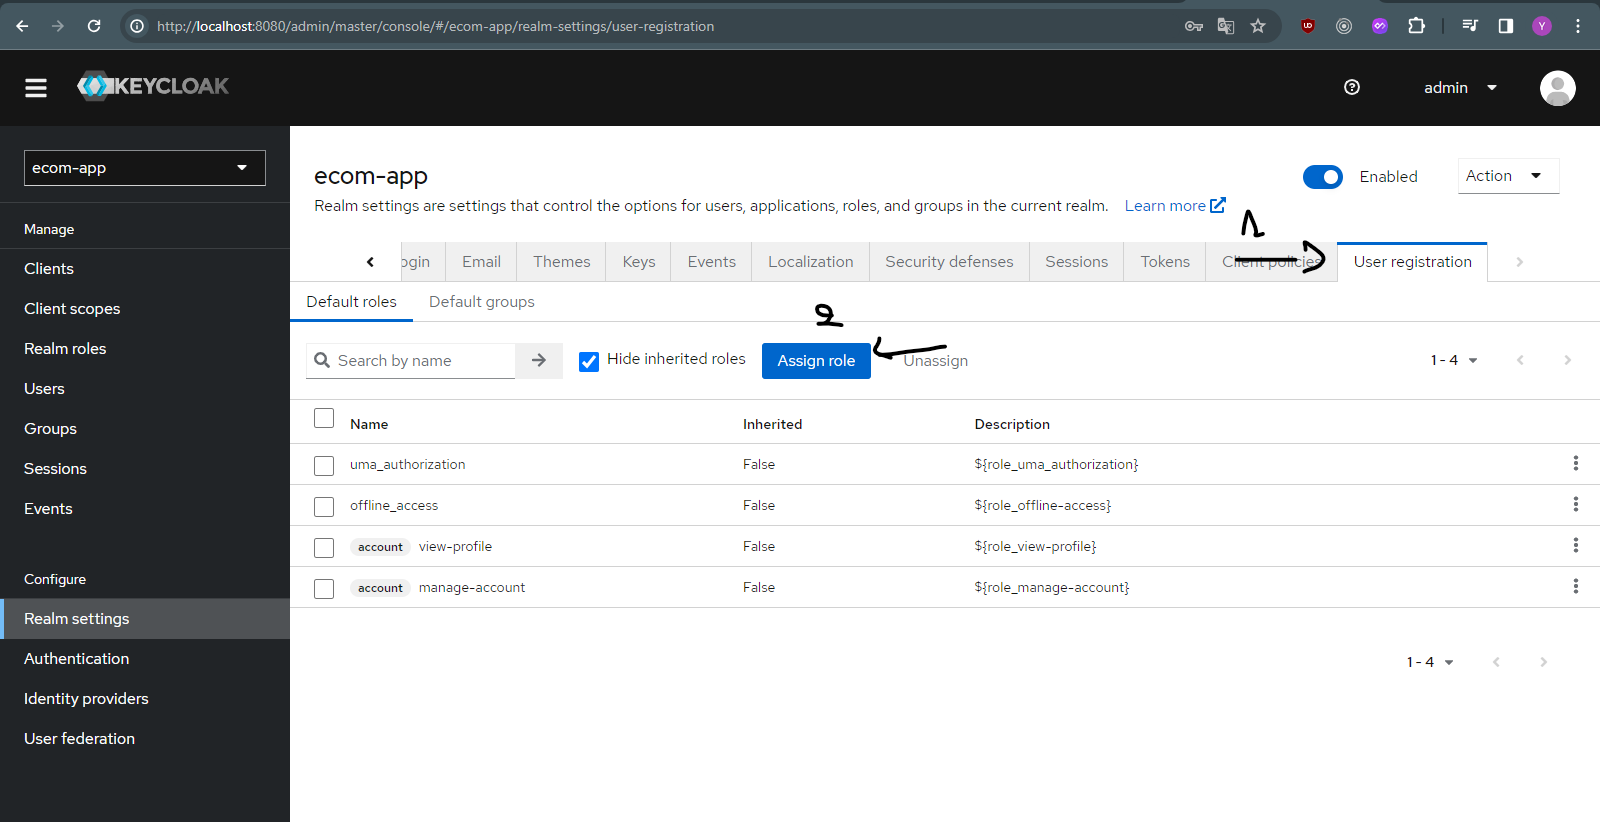 http://localhost:8080/admin/master/console/#/ecom-app/realm-settings/user-registration
UD
Y
KEYCLOAK
admin
ecom-app
Manage
Clients
Client scopes
Realm roles
Users
Groups
Sessions
Events
Configure
Realm settings
Authentication
Identity providers
User federation
ecom-app
Enabled
Action
Realm settings are settings that control the options for users, applications, roles, and groups in the current realm. Learn more
1
ogin Email Themes Keys Events Localization Security defenses Sessions Tokens Client policies User registration
Default roles Default groups
2
Search by name
Hide inherited roles
Assign role
Unassign
1 - 4
Name Inherited Description
uma_authorization False ${role_uma_authorization}
offline_access False ${role_offline-access}
account view-profile False ${role_view-profile}
account manage-account False ${role_manage-account}
1 - 4